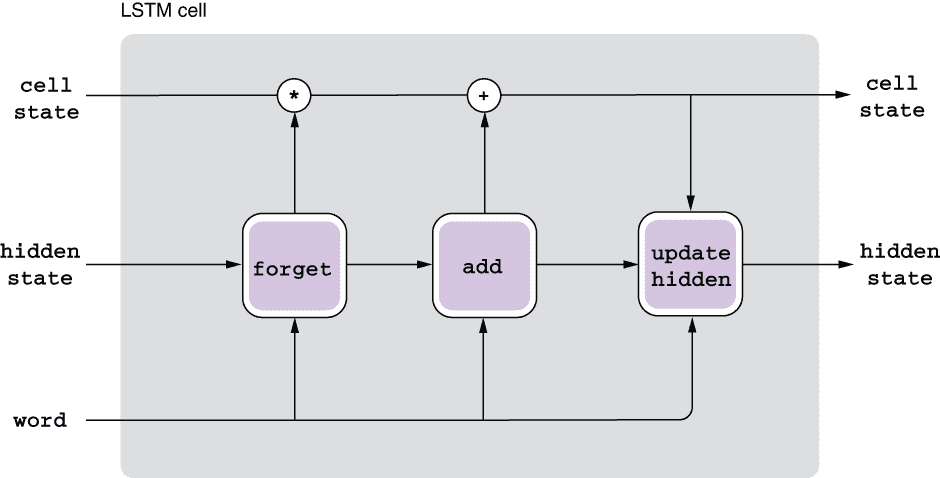 LSTM cell
cell
state
*
+
cell
state
hidden
state
forget
add
update
hidden
hidden
state
word